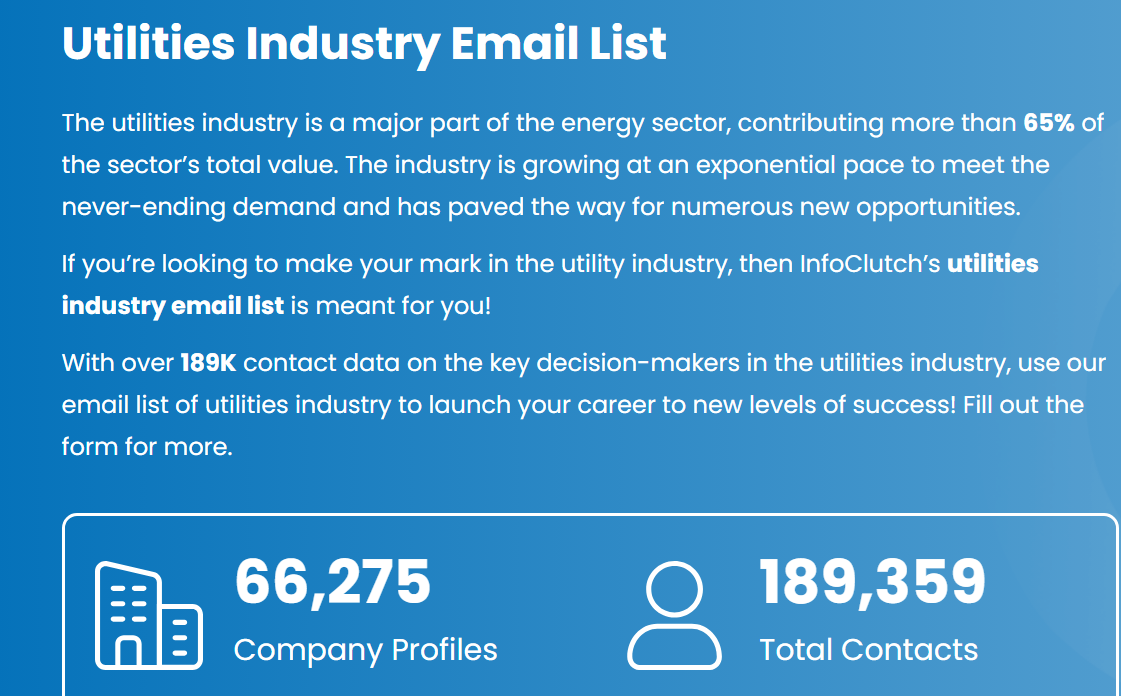 Utilities Industry Email List
The utilities industry is a major part of the energy sector, contributing more than 65% of
the sector's total value. The industry is growing at an exponential pace to meet the
never-ending demand and has paved the way for numerous new opportunities.
If you're looking to make your mark in the utility industry, then InfoClutch's utilities
industry email list is meant for you!
With over 189K contact data on the key decision-makers in the utilities industry, use our
email list of utilities industry to launch your career to new levels of success! Fill out the
form for more.
66,275
Company Profiles
189,359
Total Contacts